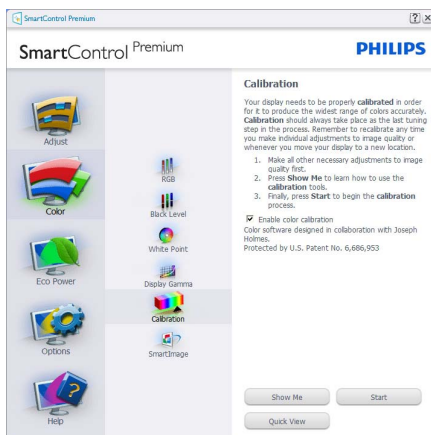 SmartControl Premium
SmartControl Premium
PHILIPS
Adjust
Color
Eco Power
Options
Help
RGB
Black Level
White Point
Display Gamma
Calibration
SmartImage
Calibration
Your display needs to be properly calibrated in order
for it to produce the widest range of colors accurately.
Calibration should always take place as the last tuning
step in the process. Remember to recalibrate any time
you make individual adjustments to image quality or
whenever you move your display to a new location.
1. Make all other necessary adjustments to image
quality first.
2. Press Show Me to learn how to use the
calibration tools.
3. Finally, press Start to begin the calibration
process.
Enable color calibration
Color software designed in collaboration with Joseph
Holmes.
Protected by U.S. Patent No. 6,686,953
Show Me
Start
Quick View